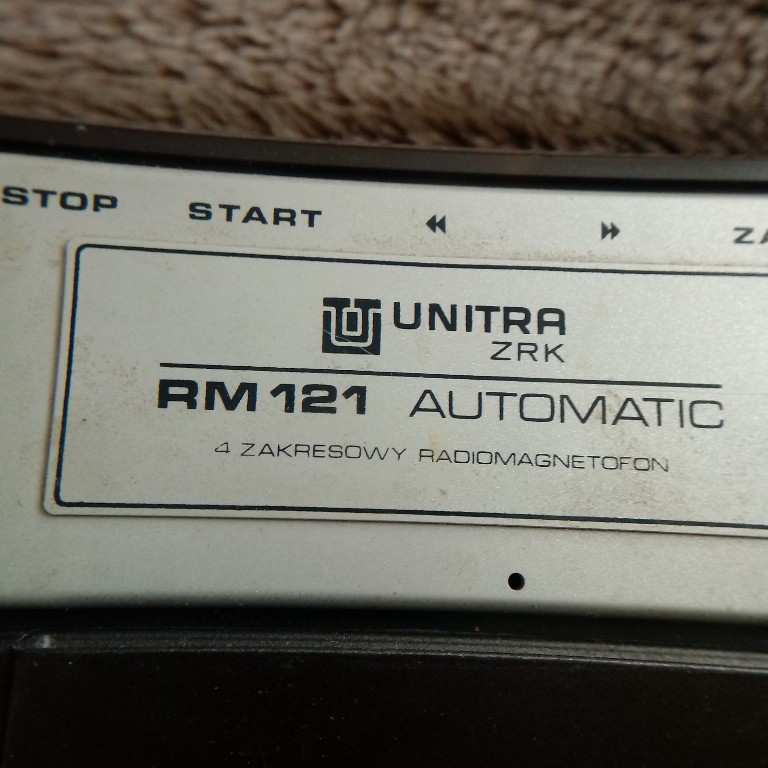 STOP START
UNITRA
ZRK
RM 121 AUTOMATIC
4 ZAKRESOWY RADIOMAGNETOFON